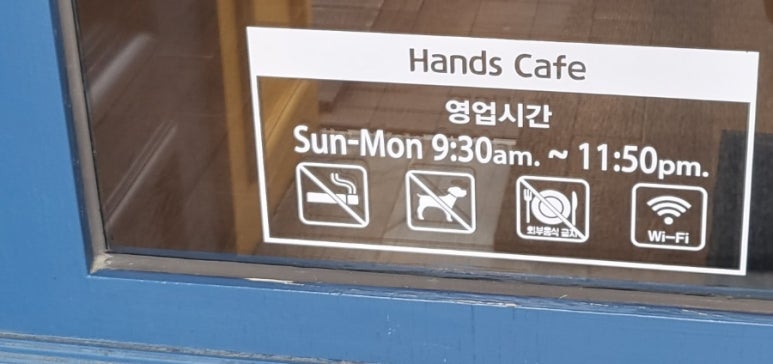 Hands Cafe
영업시간
Sun-Mon 9:30am. ~ 11:50pm.
외부음식 금지
Wi-Fi